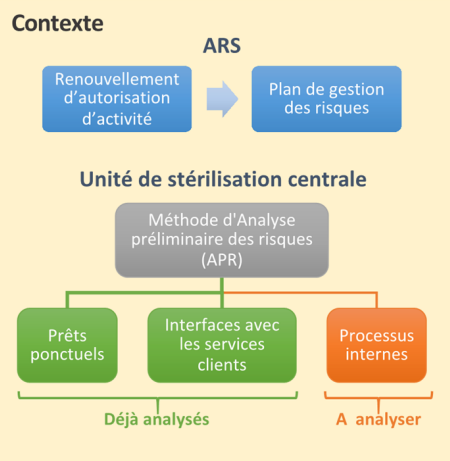 Contexte
ARS
Renouvellement
d'autorisation
d'activité
Plan de gestion
des risques
Unité de stérilisation centrale
Méthode d'Analyse
préliminaire des risques
(APR)
Prêts
ponctuels
Interfaces avec
les services
clients
Processus
internes
Déjà analysés
A analyser